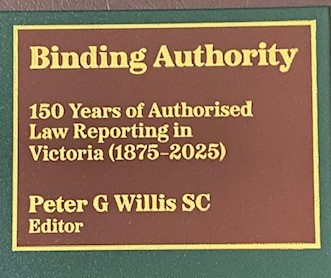 Binding Authority
150 Years of Authorised
Law Reporting in
Victoria (1875–2025)
Peter G Willis SC
Editor